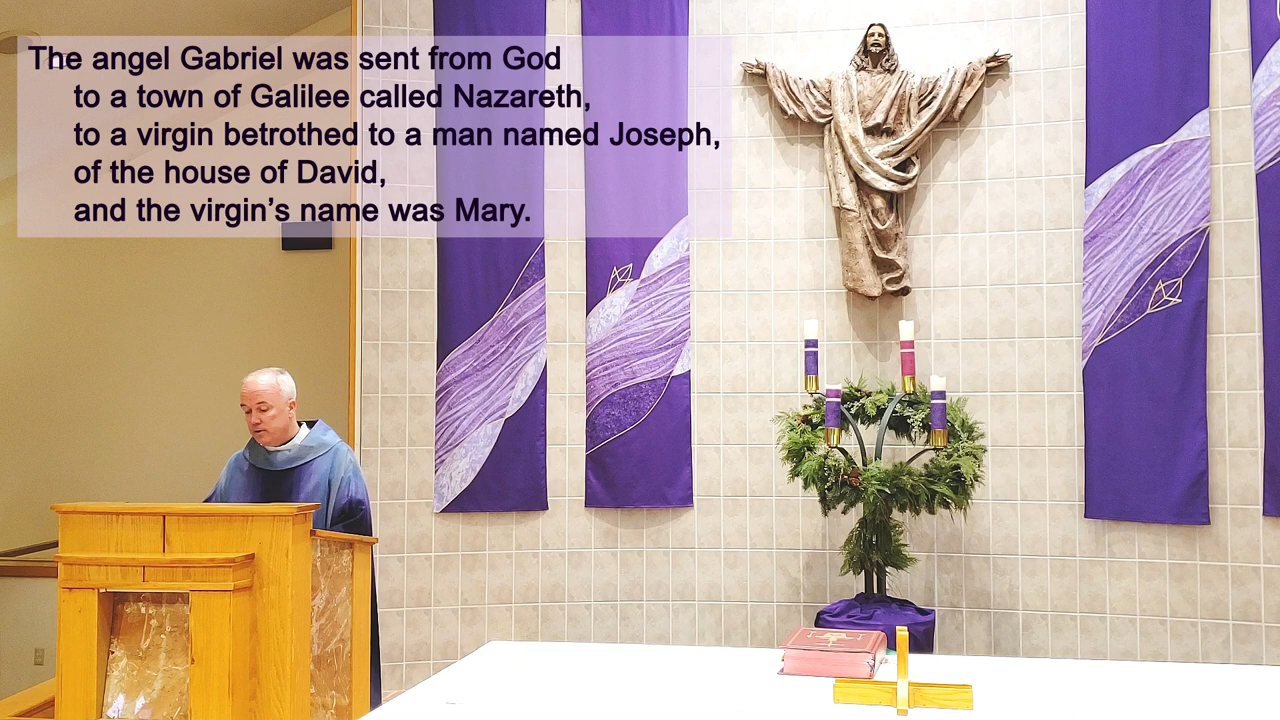 The angel Gabriel was sent from God
to a town of Galilee called Nazareth,
to a virgin betrothed to a man named Joseph,
of the house of David,
and the virgin’s name was Mary.